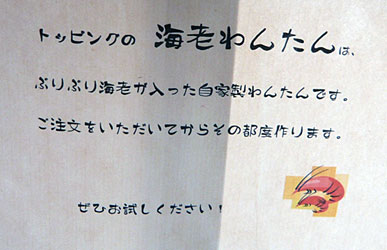 トッピングの 海老わんたんは、
ぷりぷり海老が入った自家製わんたんです。
ご注文をいただいてからその都度作ります。
ぜひお試しください！